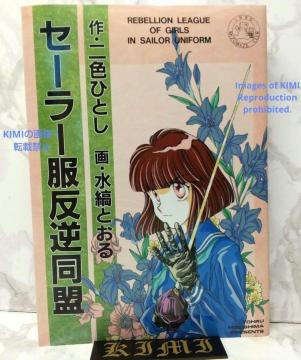 REBELLION LEAGUE
OF GIRLS
IN SAILOR UNIFORM
作・二色ひとし
画・水縞とおる
セーラー服反逆同盟
Images of KIMI
Reproduction
prohibited.
KIMIの画像
転載禁止
TOHRU
MIZUSHIMA
PRESENTS
KIMI